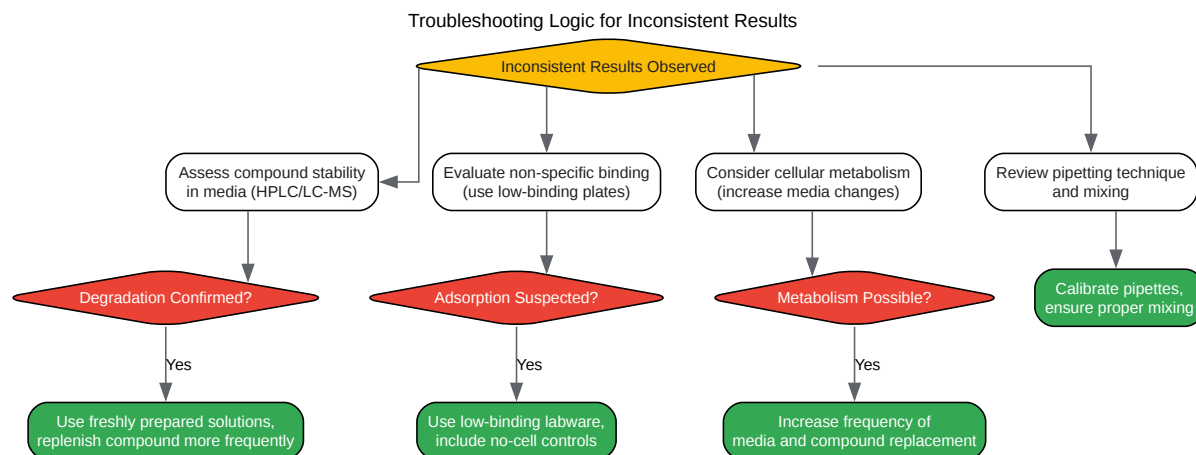 Troubleshooting Logic for Inconsistent Results
Inconsistent Results Observed
Assess compound stability
in media (HPLC/LC-MS)
Evaluate non-specific binding
(use low-binding plates)
Consider cellular metabolism
(increase media changes)
Review pipetting technique
and mixing
Degradation Confirmed?
Adsorption Suspected?
Metabolism Possible?
Calibrate pipettes,
ensure proper mixing
Yes
Yes
Yes
Use freshly prepared solutions,
replenish compound more frequently
Use low-binding labware,
include no-cell controls
Increase frequency of
media and compound replacement